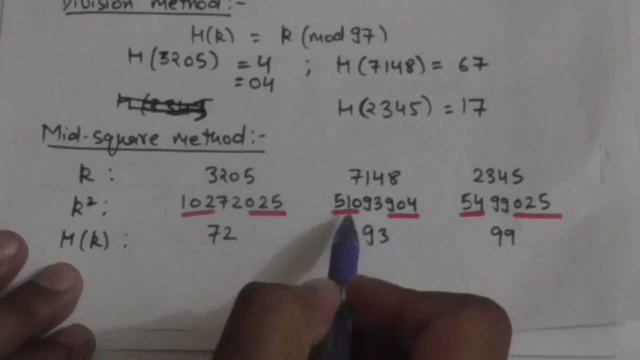 Division Method:-
H(k) = k (mod 97)
H(3205) = 4 ; H(7148) = 67
= 04
H(2345) = 17
Mid-square method:-
k : 3205 7148 2345
k²: 10272025 51093904 5499025
H(k) : 72 93 99